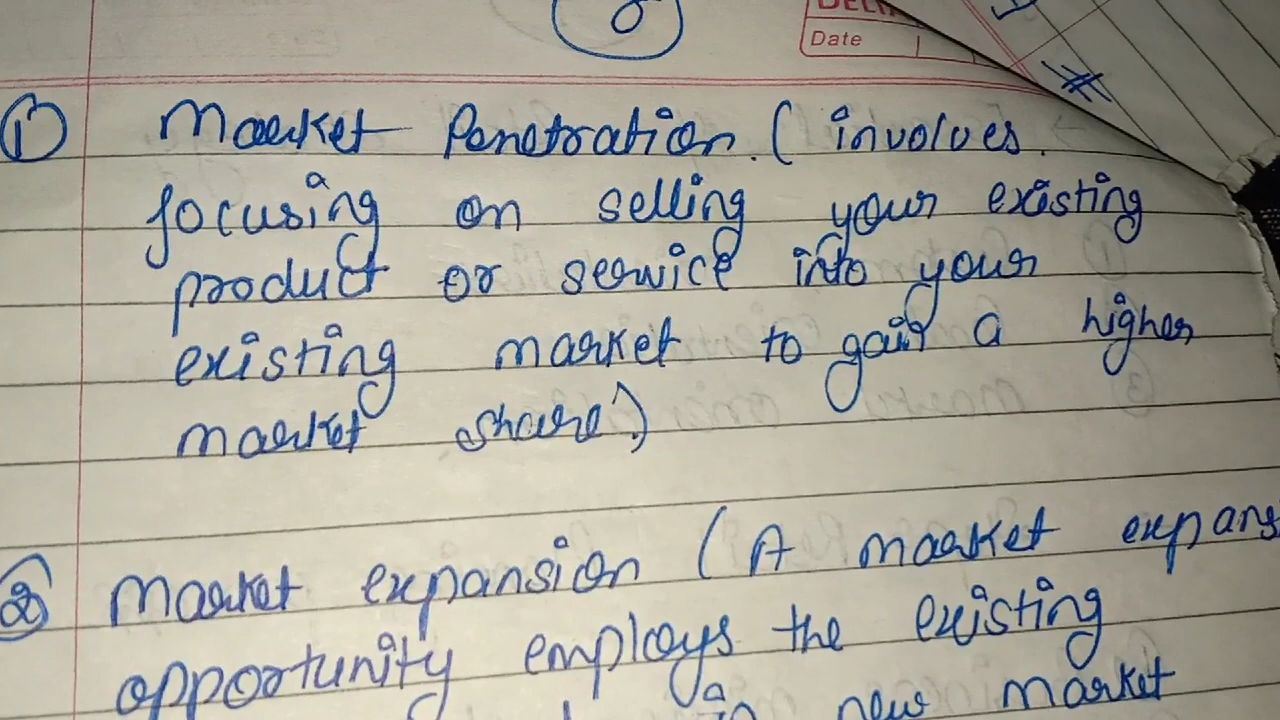 Date
① Market Penetration. (involves
focusing on selling your existing
product or service into your
existing market to gain a higher
market share)
② Market expansion (A market expans
opportunity employs the existing
in new market